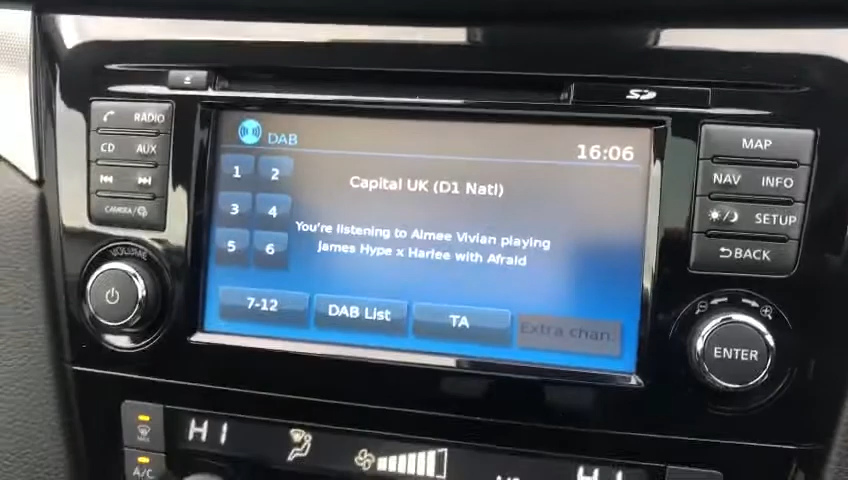 RADIO
CD AUX
CAMERA/
VOLUME
DAB
16:06
1 2
3 4
5 6
Capital UK (D1 Natl)
You're listening to Aimee Vivian playing
James Hype x Harlee with Afraid
7-12
DAB List
TA
Extra chan.
SD
MAP
NAV INFO
SETUP
BACK
ENTER
HI
MAX
A/C
HI